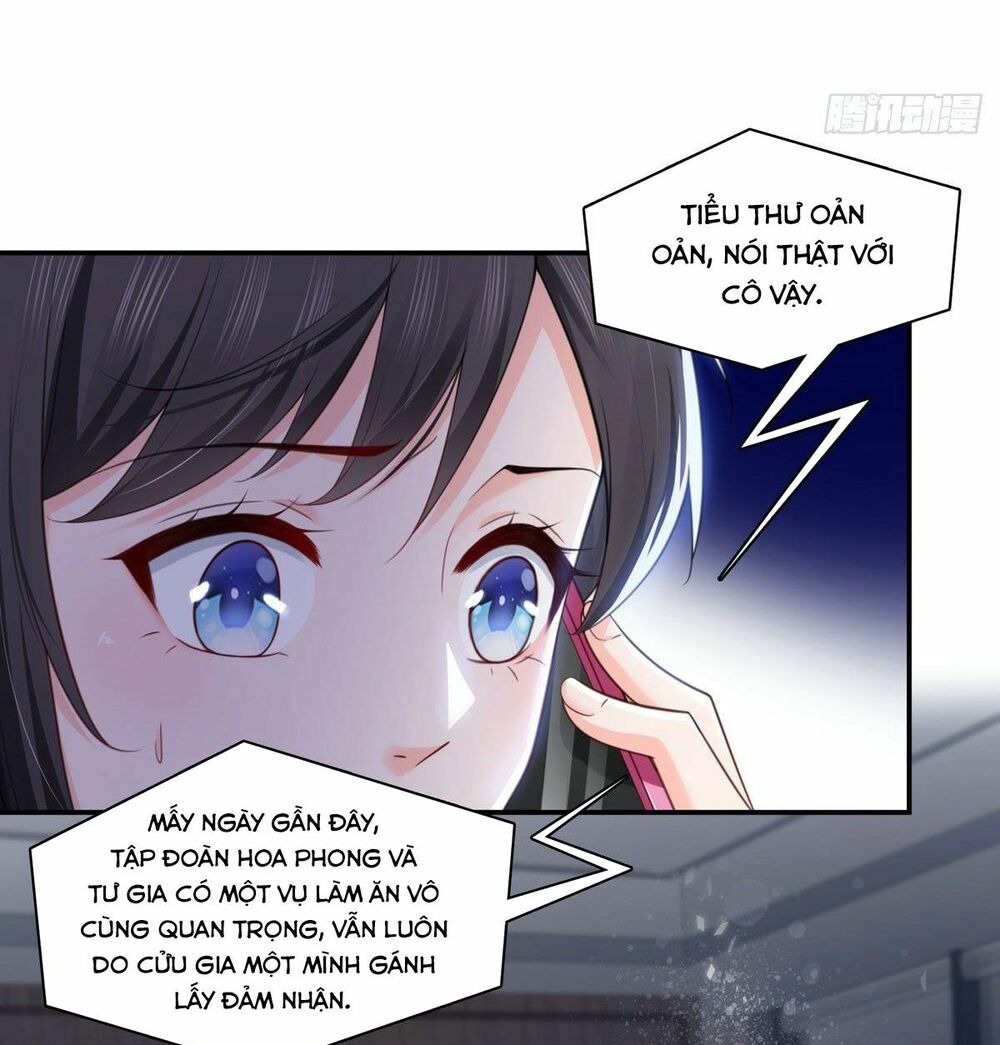 腾讯动漫
TIỂU THƯ OẢN
OẢN, NÓI THẬT VỚI
CÔ VẬY.
MẤY NGÀY GẦN ĐÂY,
TẬP ĐOÀN HOA PHONG VÀ
TƯ GIA CÓ MỘT VỤ LÀM ĂN VÔ
CÙNG QUAN TRỌNG, VẪN LUÔN
DO CỬU GIA MỘT MÌNH GÁNH
LẤY ĐẢM NHẬN.